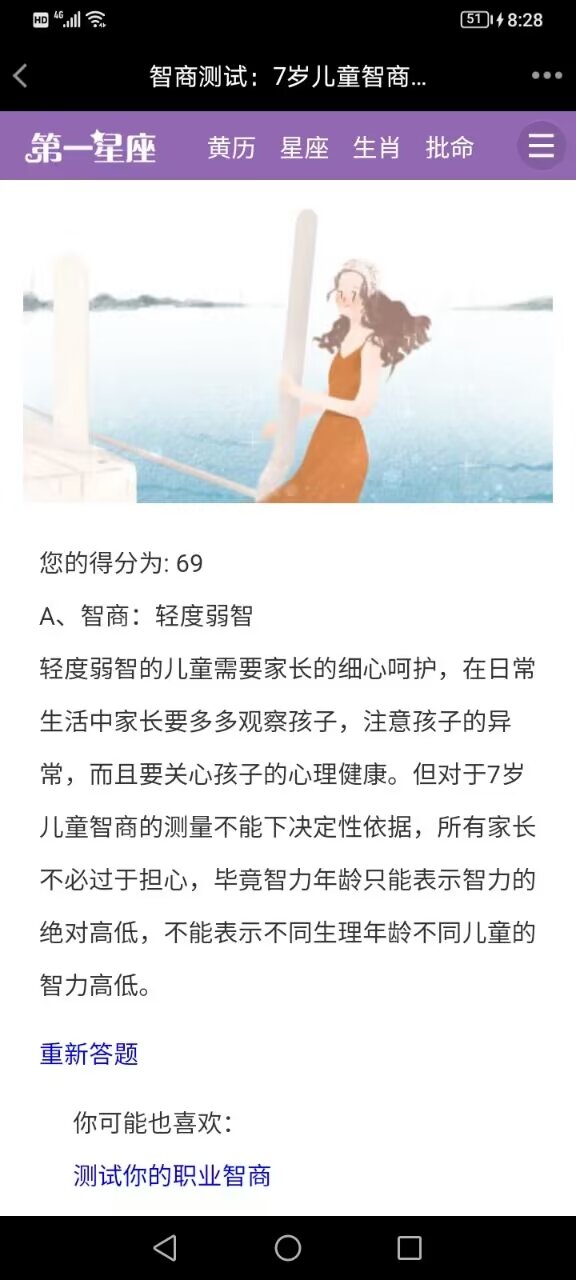 HD 4G 51 8:28
智商测试：7岁儿童智商...
第一星座 黄历 星座 生肖 批命
您的得分为: 69
A、智商：轻度弱智
轻度弱智的儿童需要家长的细心呵护，在日常
生活中家长要多多观察孩子，注意孩子的异
常，而且要关心孩子的心理健康。但对于7岁
儿童智商的测量不能下决定性依据，所有家长
不必过于担心，毕竟智力年龄只能表示智力的
绝对高低，不能表示不同生理年龄不同儿童的
智力高低。
重新答题
你可能也喜欢：
测试你的职业智商